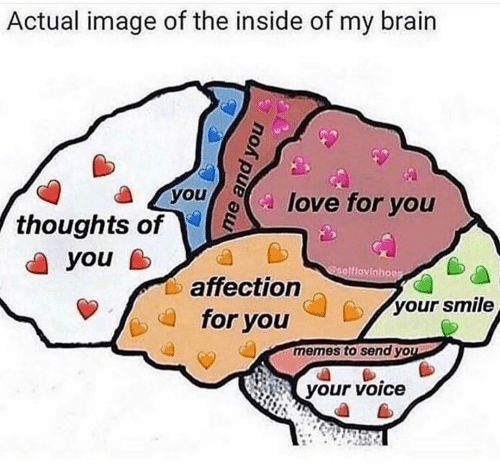 Actual image of the inside of my brain
me and you
you
love for you
thoughts of
you
@selflovinhoes
affection
for you
your smile
memes to send you
your voice